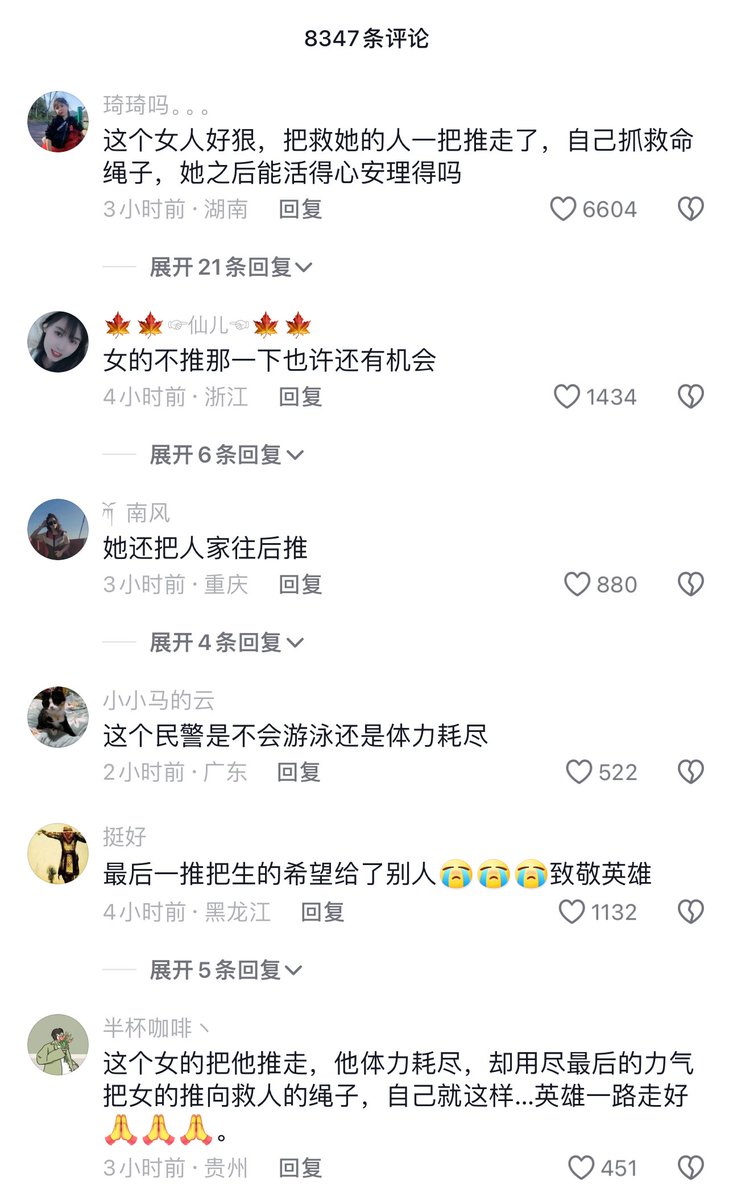 8347条评论
琦琦吗。。。
这个女人好狠，把救她的人一把推走了，自己抓救命
绳子，她之后能活得心安理得吗
3小时前·湖南 回复 6604
展开21条回复
🍁🍁☞仙儿☜🍁🍁
女的不推那一下也许还有机会
4小时前·浙江 回复 1434
展开6条回复
南风
她还把人家往后推
3小时前·重庆 回复 880
展开4条回复
小小马的云
这个民警是不会游泳还是体力耗尽
2小时前·广东 回复 522
挺好
最后一推把生的希望给了别人😭😭😭致敬英雄
4小时前·黑龙江 回复 1132
展开5条回复
半杯咖啡丶
这个女的把他推走，他体力耗尽，却用尽最后的力气
把女的推向救人的绳子，自己就这样...英雄一路走好
🙏🙏🙏。
3小时前·贵州 回复 451